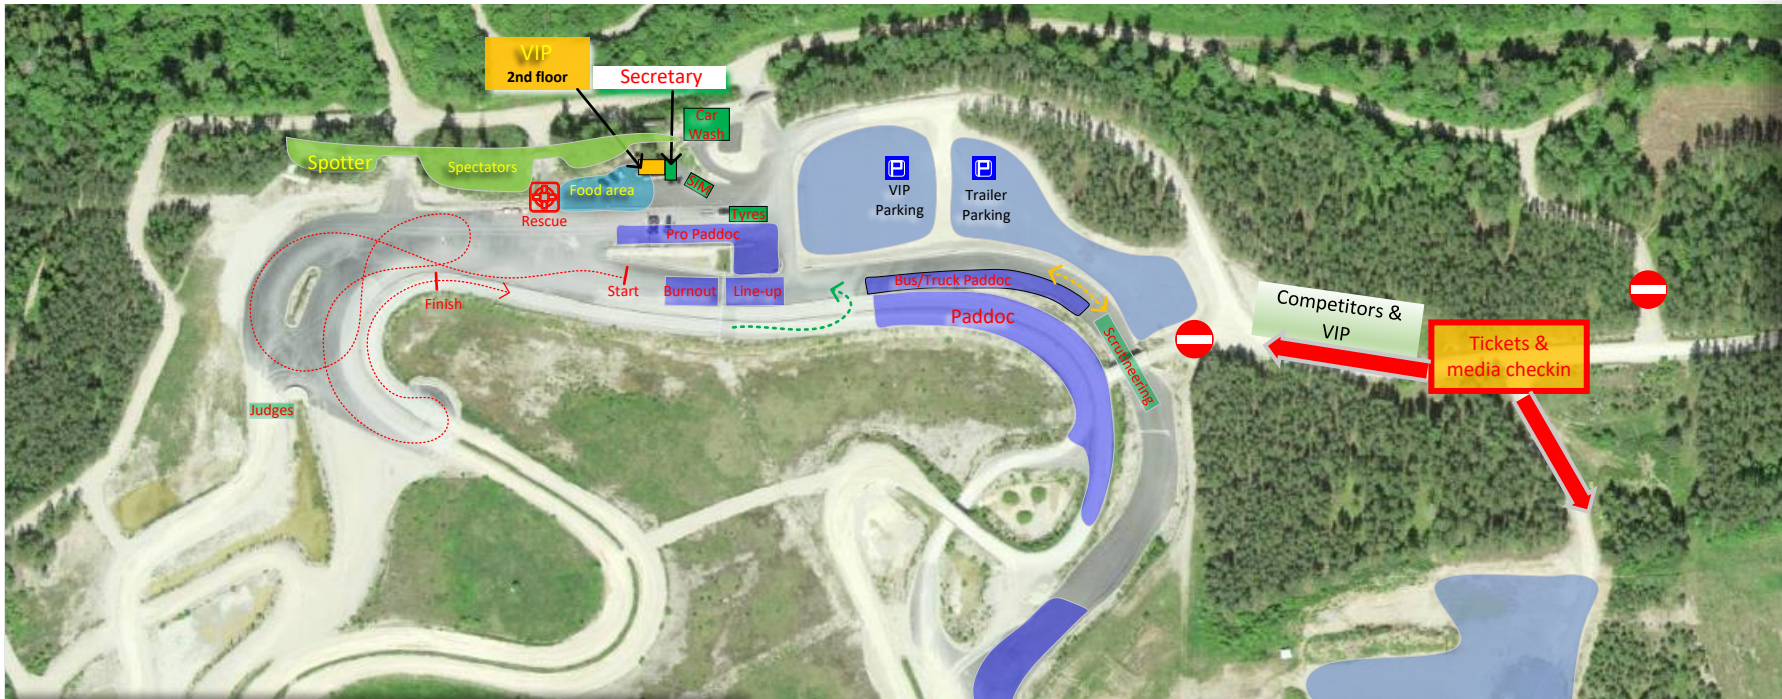 VIP
2nd floor
Secretary
Car
Wash
Spotter
Spectators
Food area
SIM
Rescue
Tyres
Pro Paddoc
P
VIP
Parking
P
Trailer
Parking
Start
Finish
Burnout
Line-up
Bus/Truck Paddoc
Paddoc
Scrutineering
Competitors &
VIP
Tickets &
media checkin
Judges